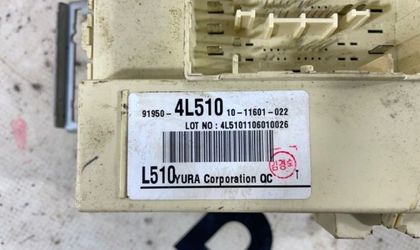 91950-4L510 10-11601-022
LOT NO : 4L5101106010026
L510 YURA Corporation QC T